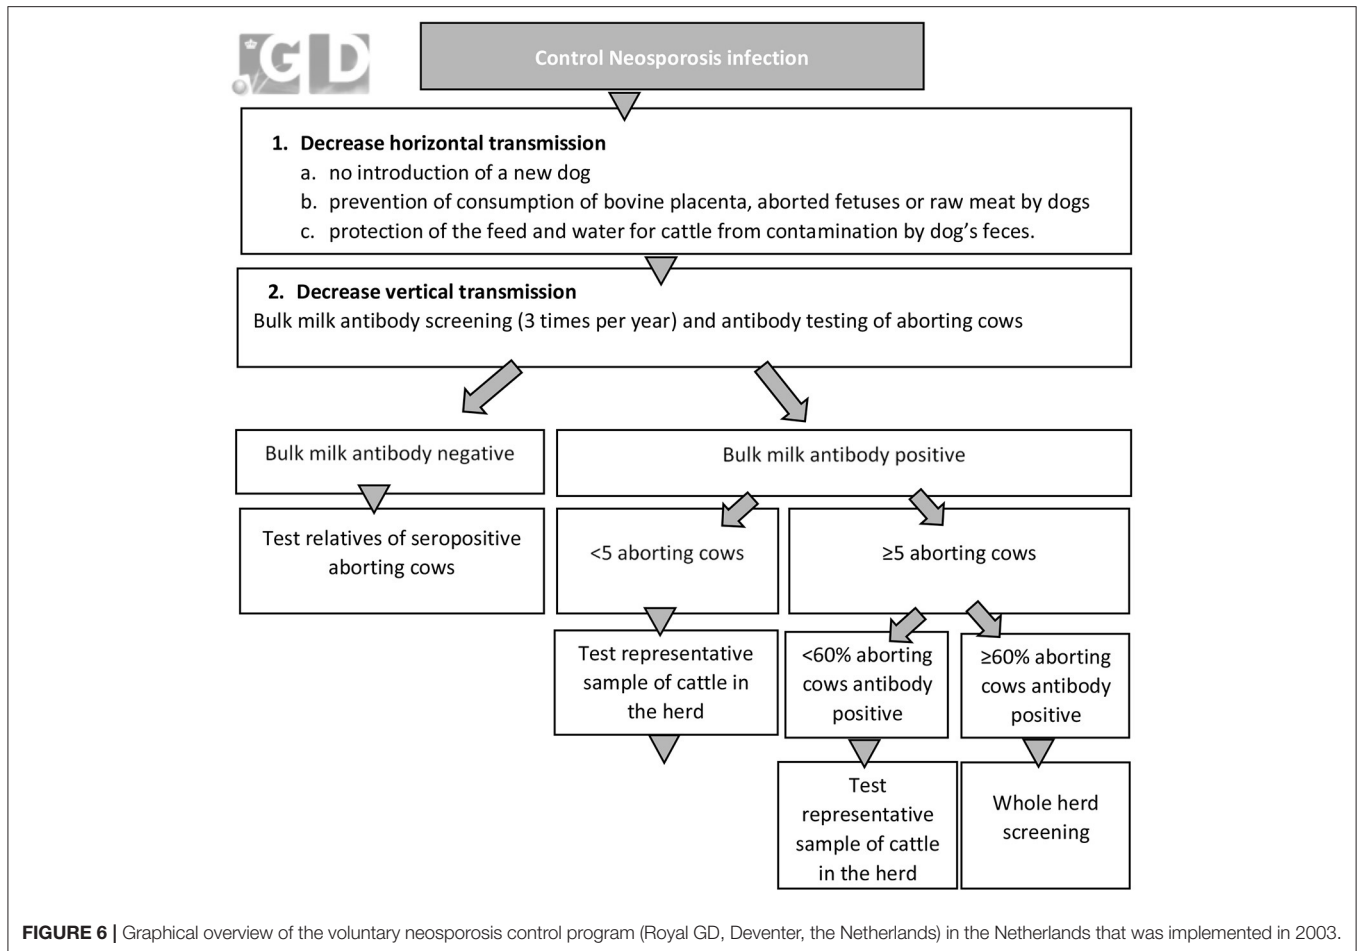 GD
Control Neosporosis infection
1. Decrease horizontal transmission
a. no introduction of a new dog
b. prevention of consumption of bovine placenta, aborted fetuses or raw meat by dogs
c. protection of the feed and water for cattle from contamination by dog’s feces.
2. Decrease vertical transmission
Bulk milk antibody screening (3 times per year) and antibody testing of aborting cows
Bulk milk antibody negative
Bulk milk antibody positive
Test relatives of seropositive
aborting cows
<5 aborting cows
≥5 aborting cows
Test representative
sample of cattle in
the herd
<60% aborting
cows antibody
positive
≥60% aborting
cows antibody
positive
Test
representative
sample of cattle
in the herd
Whole herd
screening
FIGURE 6 | Graphical overview of the voluntary neosporosis control program (Royal GD, Deventer, the Netherlands) in the Netherlands that was implemented in 2003.